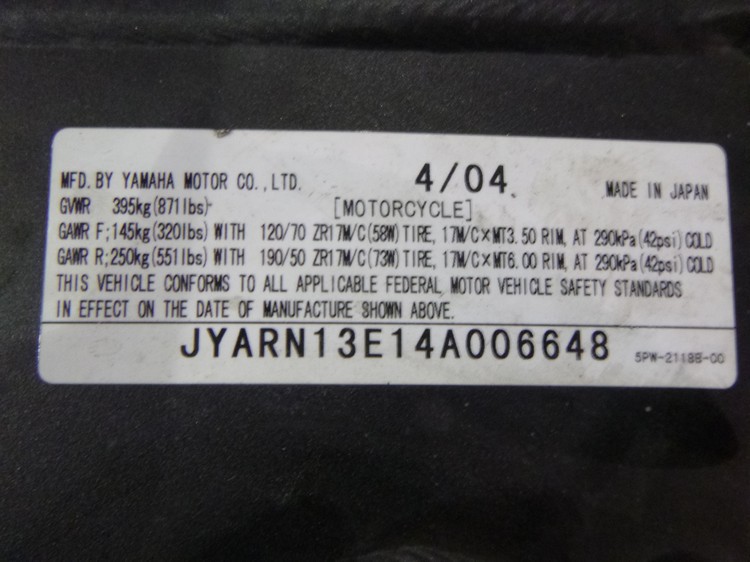 MFD. BY YAMAHA MOTOR CO., LTD. 4/04 MADE IN JAPAN
GVWR 395kg(871lbs) [MOTORCYCLE]
GAWR F;145kg(320lbs) WITH 120/70 ZR17M/C(58W)TIRE, 17M/C×MT3.50 RIM, AT 290kPa(42psi)COLD
GAWR R;250kg(551lbs) WITH 190/50 ZR17M/C(73W)TIRE, 17M/C×MT6.00 RIM, AT 290kPa(42psi)COLD
THIS VEHICLE CONFORMS TO ALL APPLICABLE FEDERAL MOTOR VEHICLE SAFETY STANDARDS
IN EFFECT ON THE DATE OF MANUFACTURE SHOWN ABOVE.
JYARN13E14A006648 5PW-2118B-00